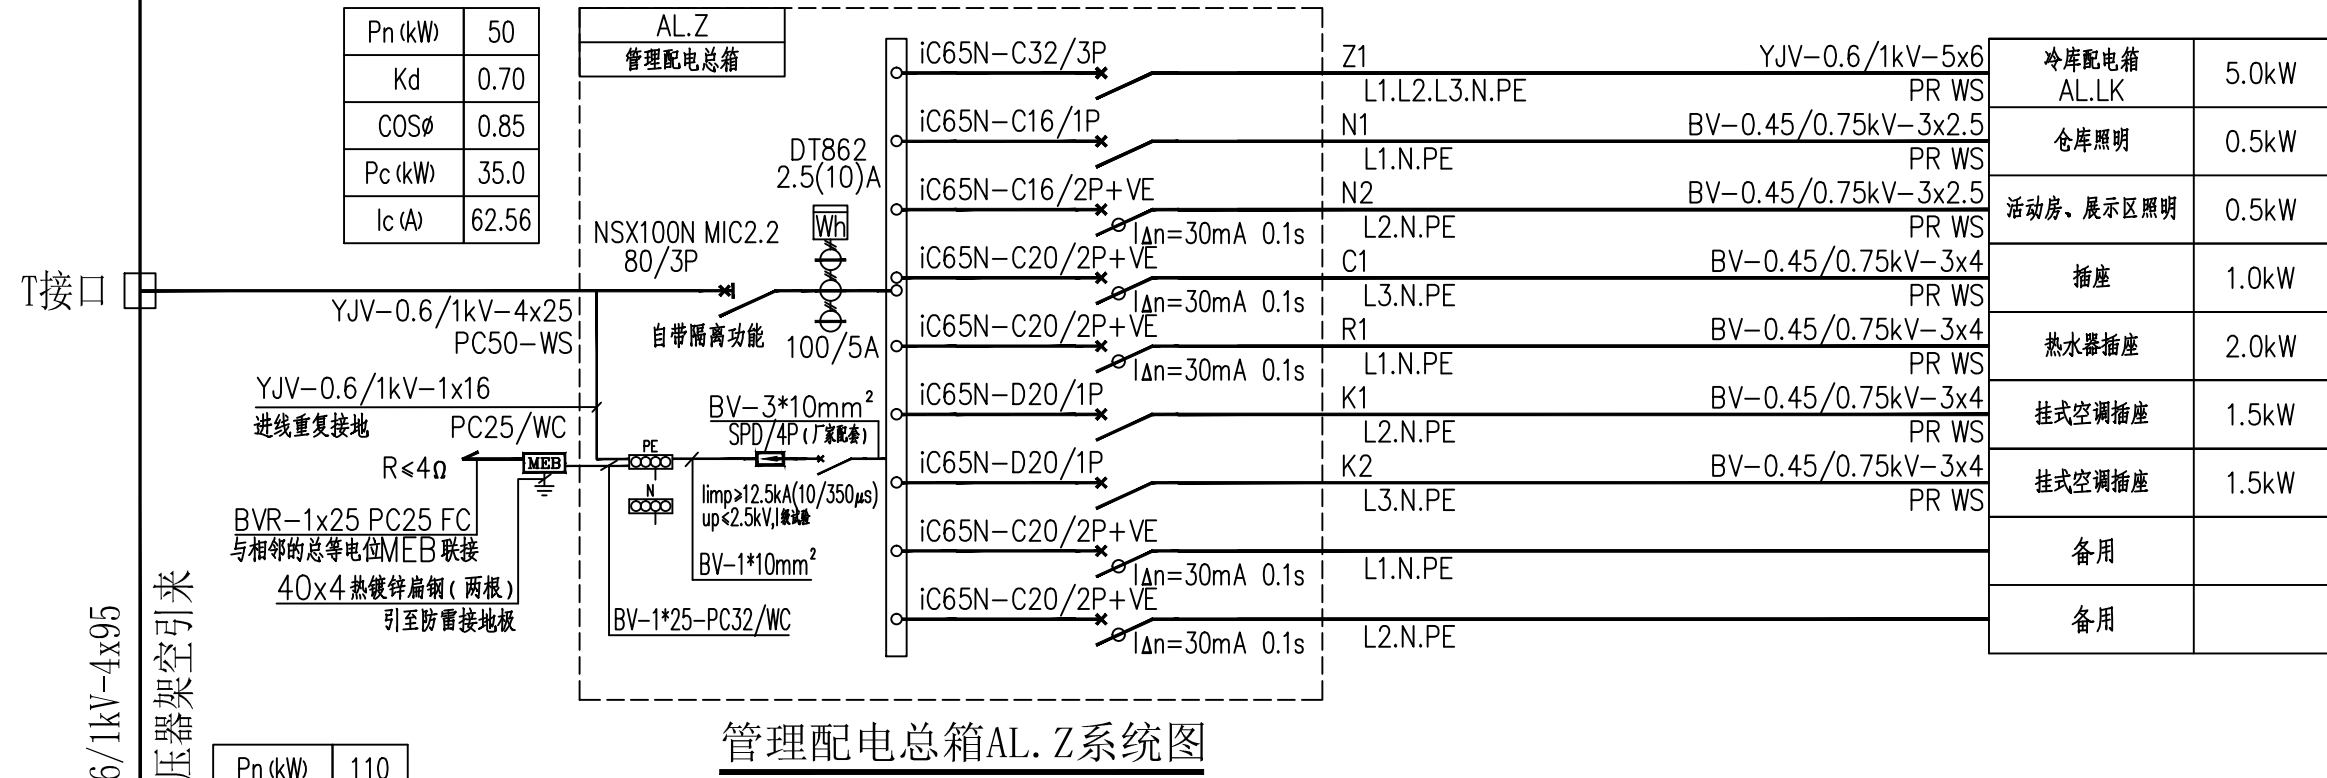 Pn(kW) 50
Kd 0.70
COSø 0.85
Pc(kW) 35.0
Ic(A) 62.56
AL.Z
管理配电总箱
T接口
YJV-0.6/1kV-4x25
PC50-WS
NSX100N MIC2.2
80/3P
自带隔离功能
DT862
2.5(10)A
Wh
100/5A
YJV-0.6/1kV-1x16
进线重复接地
PC25/WC
R≤4Ω
MEB
PE
N
BV-3*10mm²
SPD/4P(厂家配套)
Iimp≥12.5kA(10/350μs)
up≤2.5kV,I级试验
BV-1*10mm²
BV-1*25-PC32/WC
BVR-1x25 PC25 FC
与相邻的总等电位MEB联接
40x4热镀锌扁钢(两根)
引至防雷接地极
iC65N-C32/3P Z1 YJV-0.6/1kV-5x6 冷库配电箱 5.0kW
L1.L2.L3.N.PE PR WS AL.LK
iC65N-C16/1P N1 BV-0.45/0.75kV-3x2.5 仓库照明 0.5kW
L1.N.PE PR WS
iC65N-C16/2P+VE N2 BV-0.45/0.75kV-3x2.5 活动房、展示区照明 0.5kW
IΔn=30mA 0.1s L2.N.PE PR WS
iC65N-C20/2P+VE C1 BV-0.45/0.75kV-3x4 插座 1.0kW
IΔn=30mA 0.1s L3.N.PE PR WS
iC65N-C20/2P+VE R1 BV-0.45/0.75kV-3x4 热水器插座 2.0kW
IΔn=30mA 0.1s L1.N.PE PR WS
iC65N-D20/1P K1 BV-0.45/0.75kV-3x4 挂式空调插座 1.5kW
L2.N.PE PR WS
iC65N-D20/1P K2 BV-0.45/0.75kV-3x4 挂式空调插座 1.5kW
L3.N.PE PR WS
iC65N-C20/2P+VE 备用
IΔn=30mA 0.1s L1.N.PE
iC65N-C20/2P+VE 备用
IΔn=30mA 0.1s L2.N.PE
管理配电总箱AL.Z系统图
6/1kV-4x95
压器架空引来
Pn(kW) 110